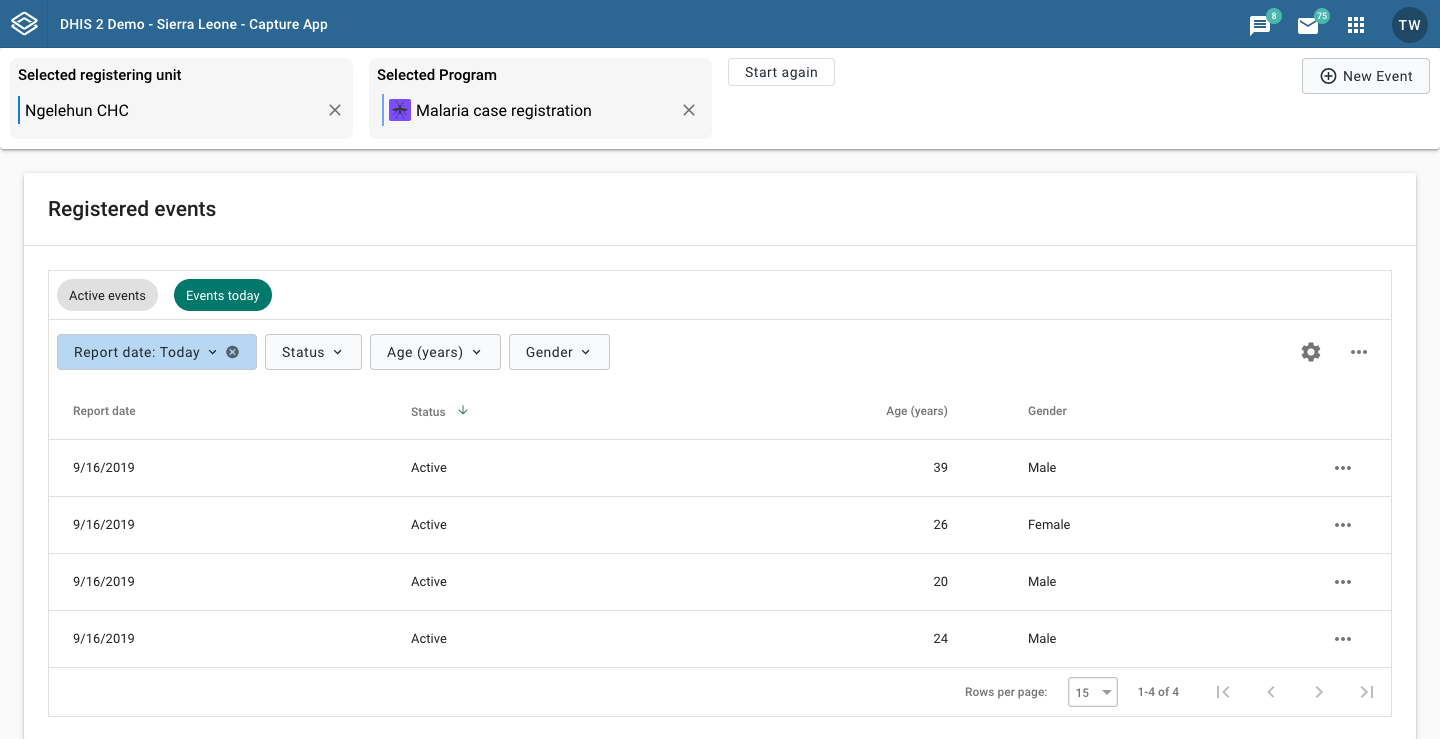 DHIS 2 Demo - Sierra Leone - Capture App
8
75
TW
Selected registering unit
Ngelehun CHC
Selected Program
Malaria case registration
Start again
New Event
Registered events
Active events
Events today
Report date: Today
Status
Age (years)
Gender
Report date Status Age (years) Gender
9/16/2019 Active 39 Male
9/16/2019 Active 26 Female
9/16/2019 Active 20 Male
9/16/2019 Active 24 Male
Rows per page: 15 1-4 of 4